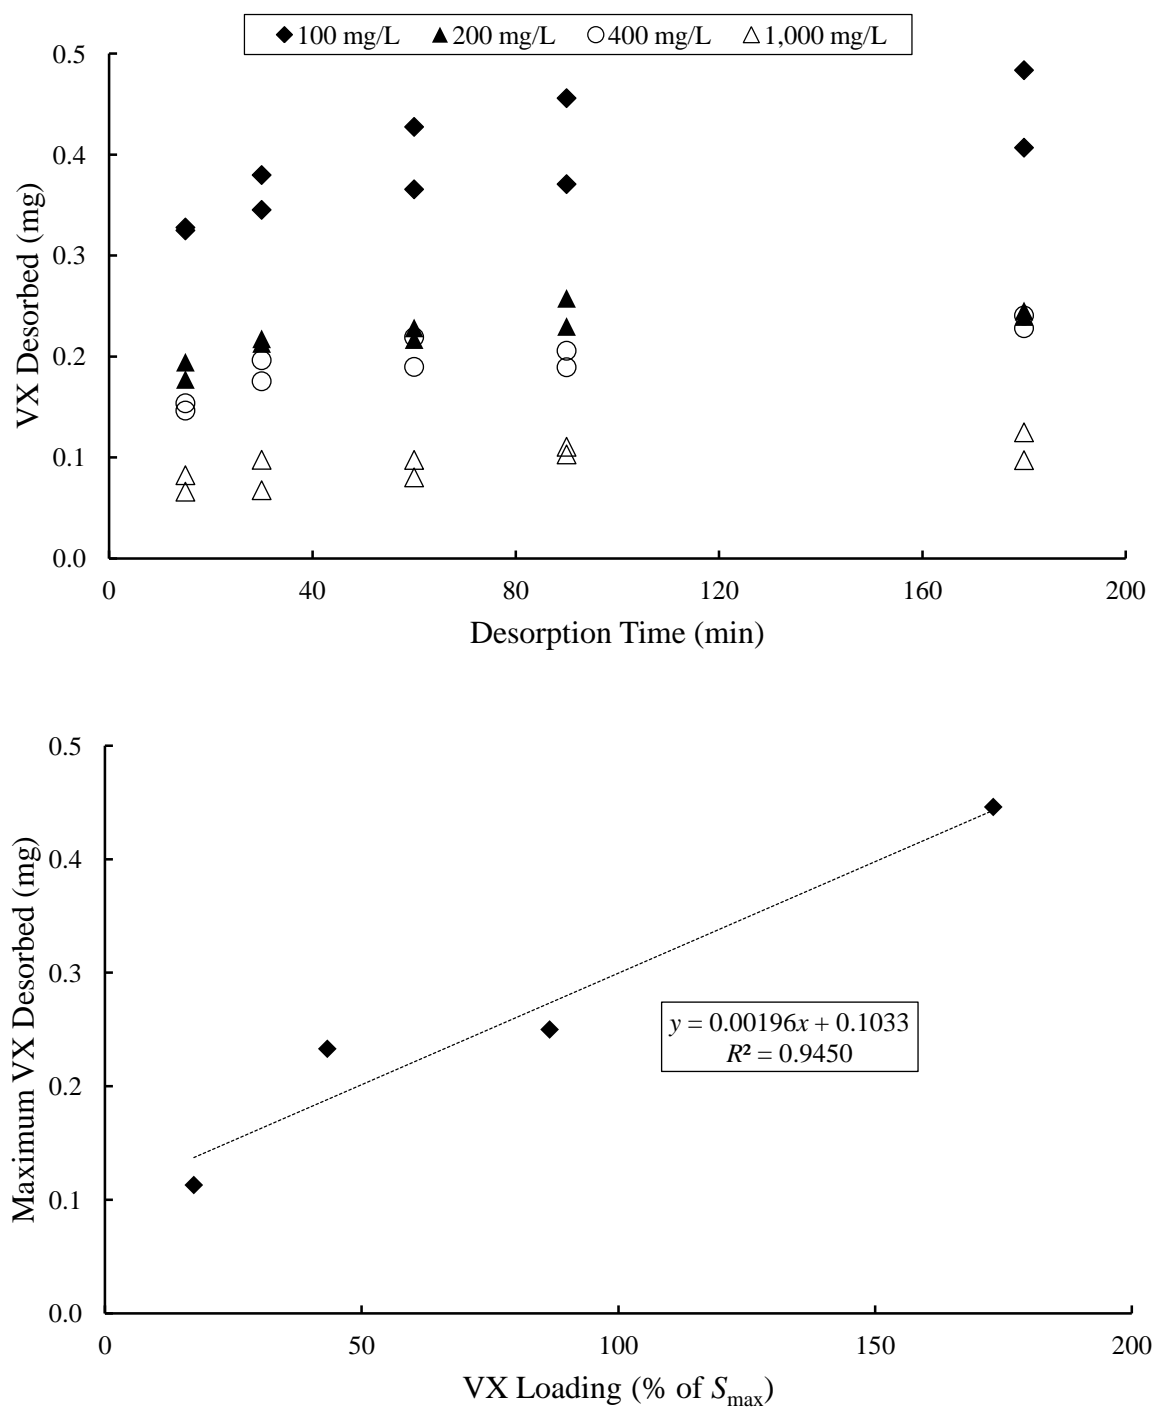 100 mg/L 200 mg/L 400 mg/L 1,000 mg/L
0.5
0.4
0.3
0.2
0.1
0.0
VX Desorbed (mg)
0 40 80 120 160 200
Desorption Time (min)
0.5
0.4
0.3
0.2
0.1
0.0
Maximum VX Desorbed (mg)
y = 0.00196x + 0.1033
R² = 0.9450
0 50 100 150 200
VX Loading (% of Smax)